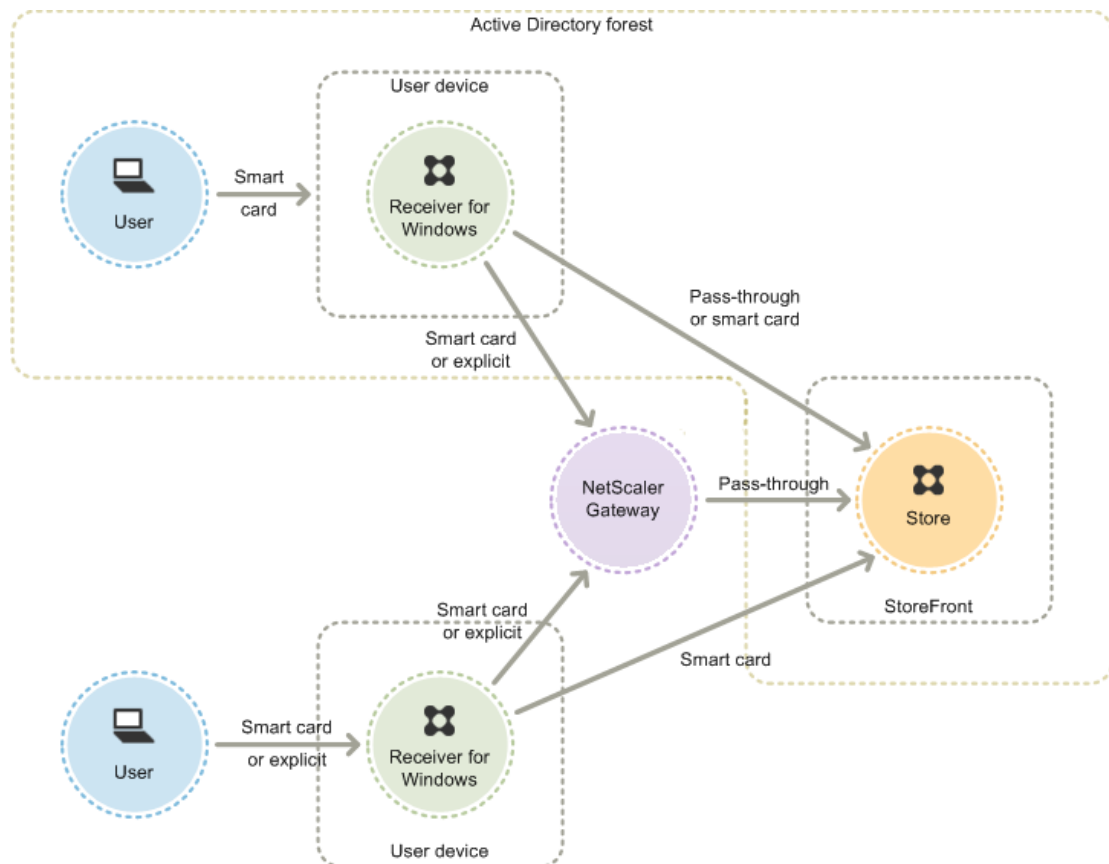 Active Directory forest
User device
User
Smart
card
Receiver for
Windows
Pass-through
or smart card
Smart card
or explicit
NetScaler
Gateway
Pass-through
Store
StoreFront
Smart card
or explicit
Smart card
User
Smart card
or explicit
Receiver for
Windows
User device